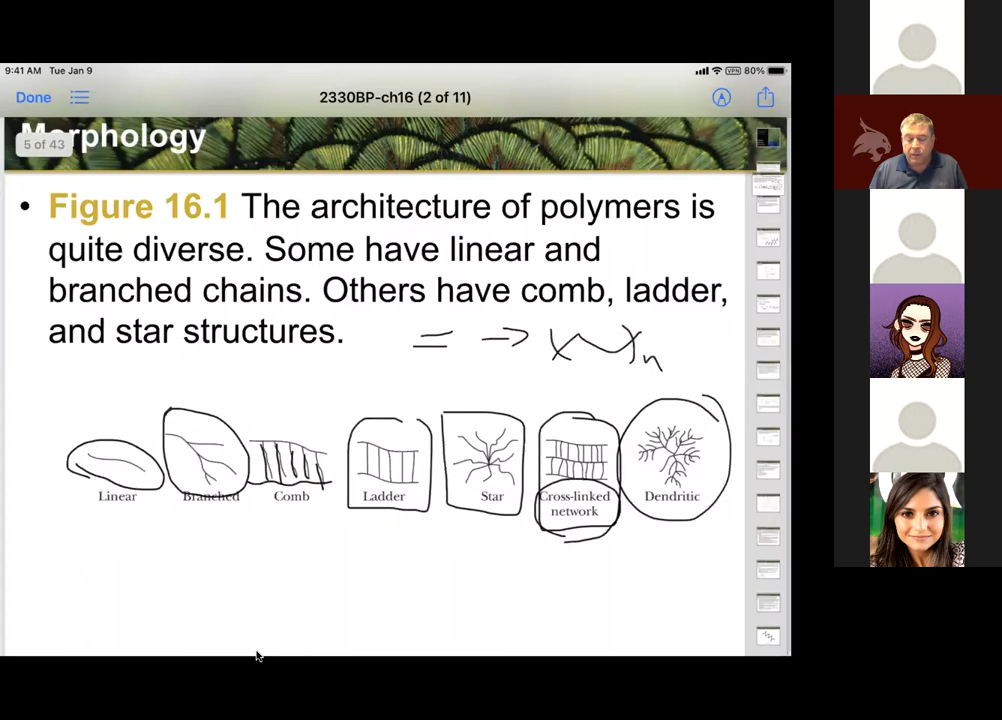 9:41 AM Tue Jan 9
VPN 80%
Done
2330BP-ch16 (2 of 11)
Morphology
5 of 43
• Figure 16.1 The architecture of polymers is
quite diverse. Some have linear and
branched chains. Others have comb, ladder,
and star structures.
= → x x n
Linear Branched Comb Ladder Star Cross-linked
network Dendritic